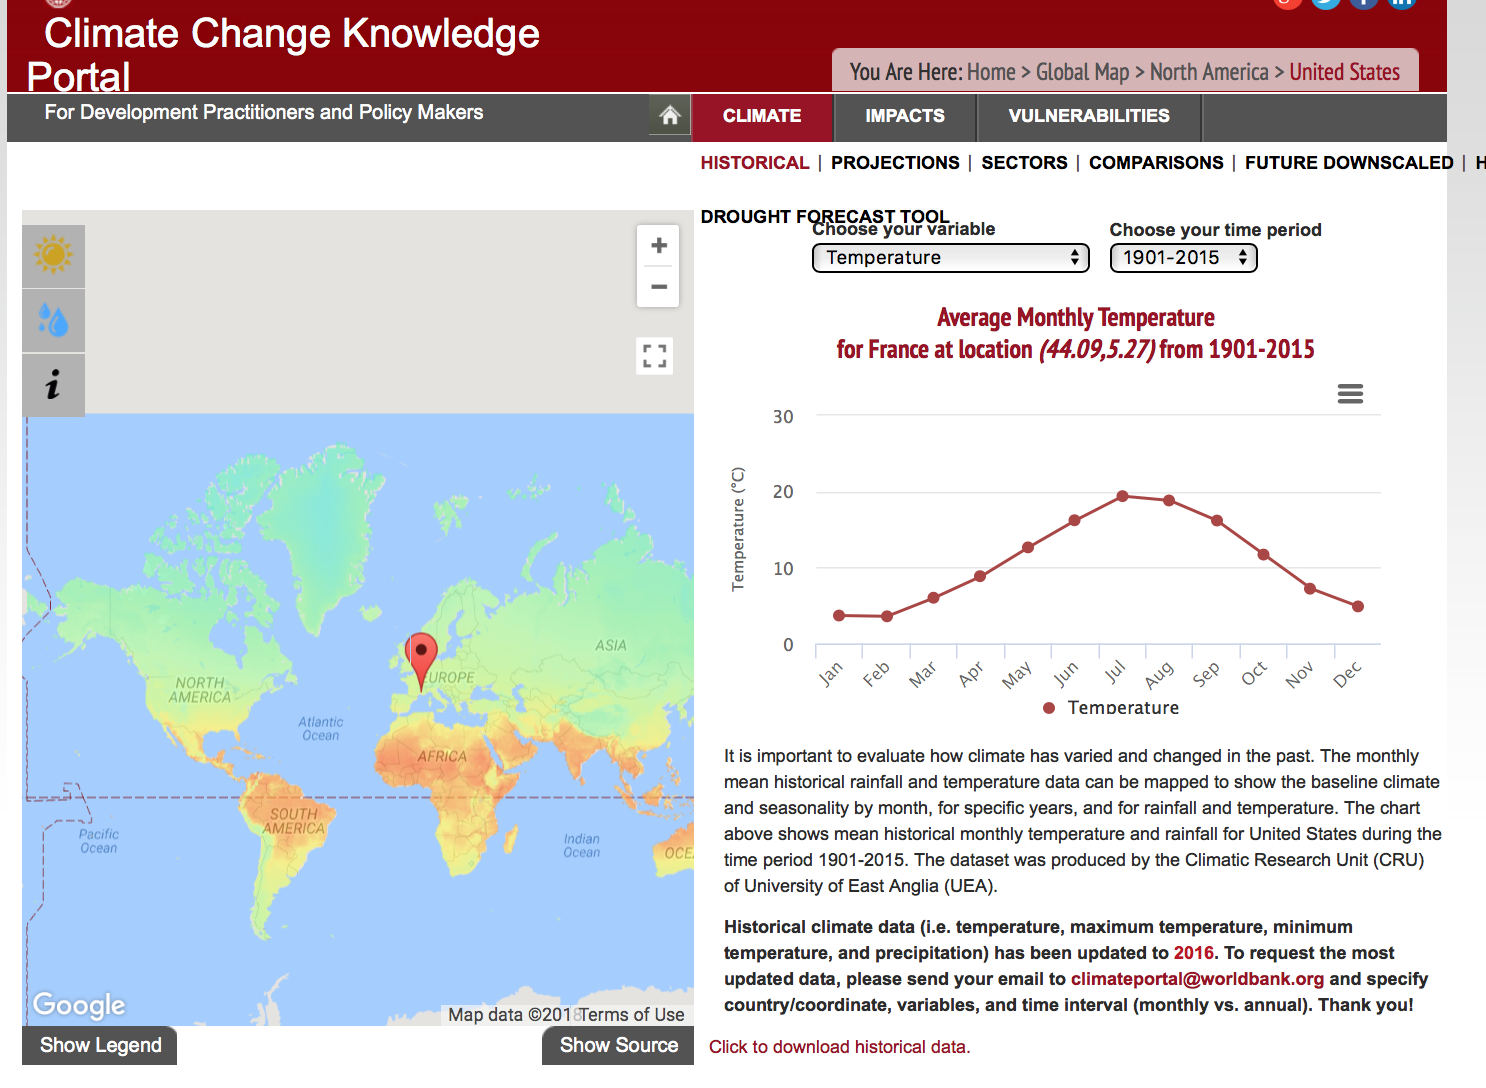 Climate Change Knowledge
Portal
You Are Here: Home > Global Map > North America > United States
For Development Practitioners and Policy Makers
CLIMATE
IMPACTS
VULNERABILITIES
HISTORICAL | PROJECTIONS | SECTORS | COMPARISONS | FUTURE DOWNSCALED | H
DROUGHT FORECAST TOOL
Choose your variable
Choose your time period
Temperature
1901-2015
Average Monthly Temperature
for France at location (44.09,5.27) from 1901-2015
30
20
10
0
Temperature (°C)
Jan Feb Mar Apr May Jun Jul Aug Sep Oct Nov Dec
Temperature
+
−
i
ASIA
EUROPE
NORTH
AMERICA
Atlantic
Ocean
AFRICA
SOUTH
AMERICA
Pacific
Ocean
Indian
Ocean
OCE
Google
Map data ©2018
Terms of Use
Show Legend
Show Source
It is important to evaluate how climate has varied and changed in the past. The monthly
mean historical rainfall and temperature data can be mapped to show the baseline climate
and seasonality by month, for specific years, and for rainfall and temperature. The chart
above shows mean historical monthly temperature and rainfall for United States during the
time period 1901-2015. The dataset was produced by the Climatic Research Unit (CRU)
of University of East Anglia (UEA).
Historical climate data (i.e. temperature, maximum temperature, minimum
temperature, and precipitation) has been updated to 2016. To request the most
updated data, please send your email to climateportal@worldbank.org and specify
country/coordinate, variables, and time interval (monthly vs. annual). Thank you!
Click to download historical data.